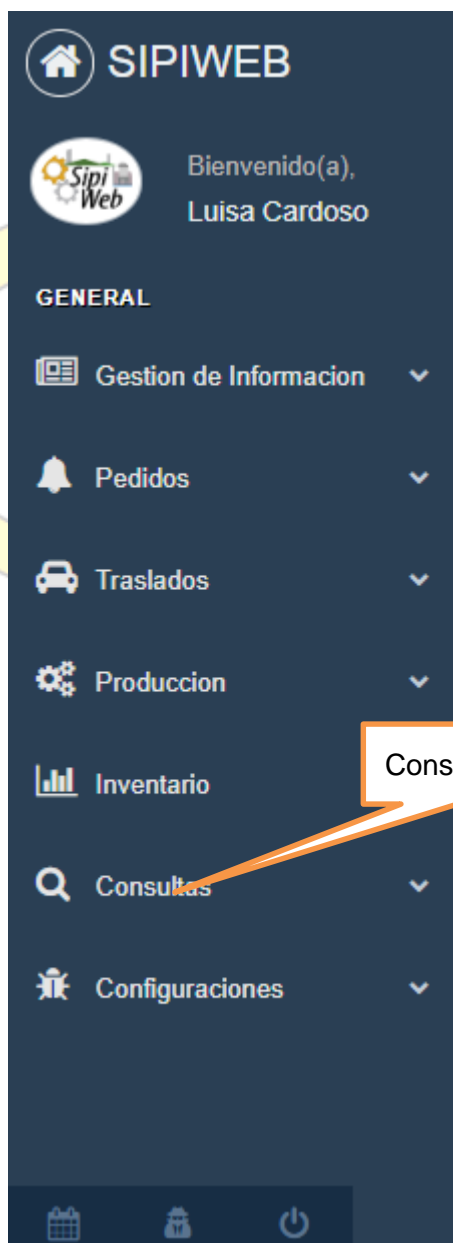 SIPIWEB
Sipi
Web
Bienvenido(a),
Luisa Cardoso
GENERAL
Gestion de Informacion
Pedidos
Traslados
Produccion
Cons
Inventario
Consultas
Configuraciones